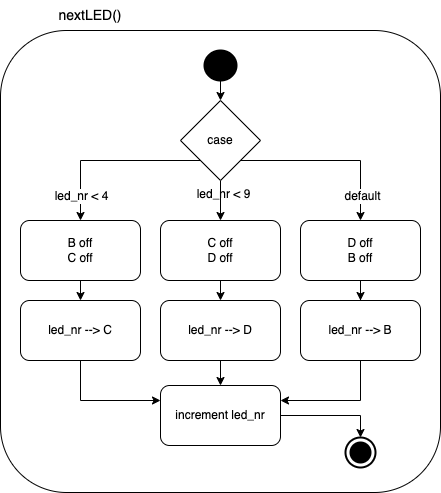 nextLED()
case
led_nr < 4
led_nr < 9
default
B off
C off
C off
D off
D off
B off
led_nr --> C
led_nr --> D
led_nr --> B
increment led_nr